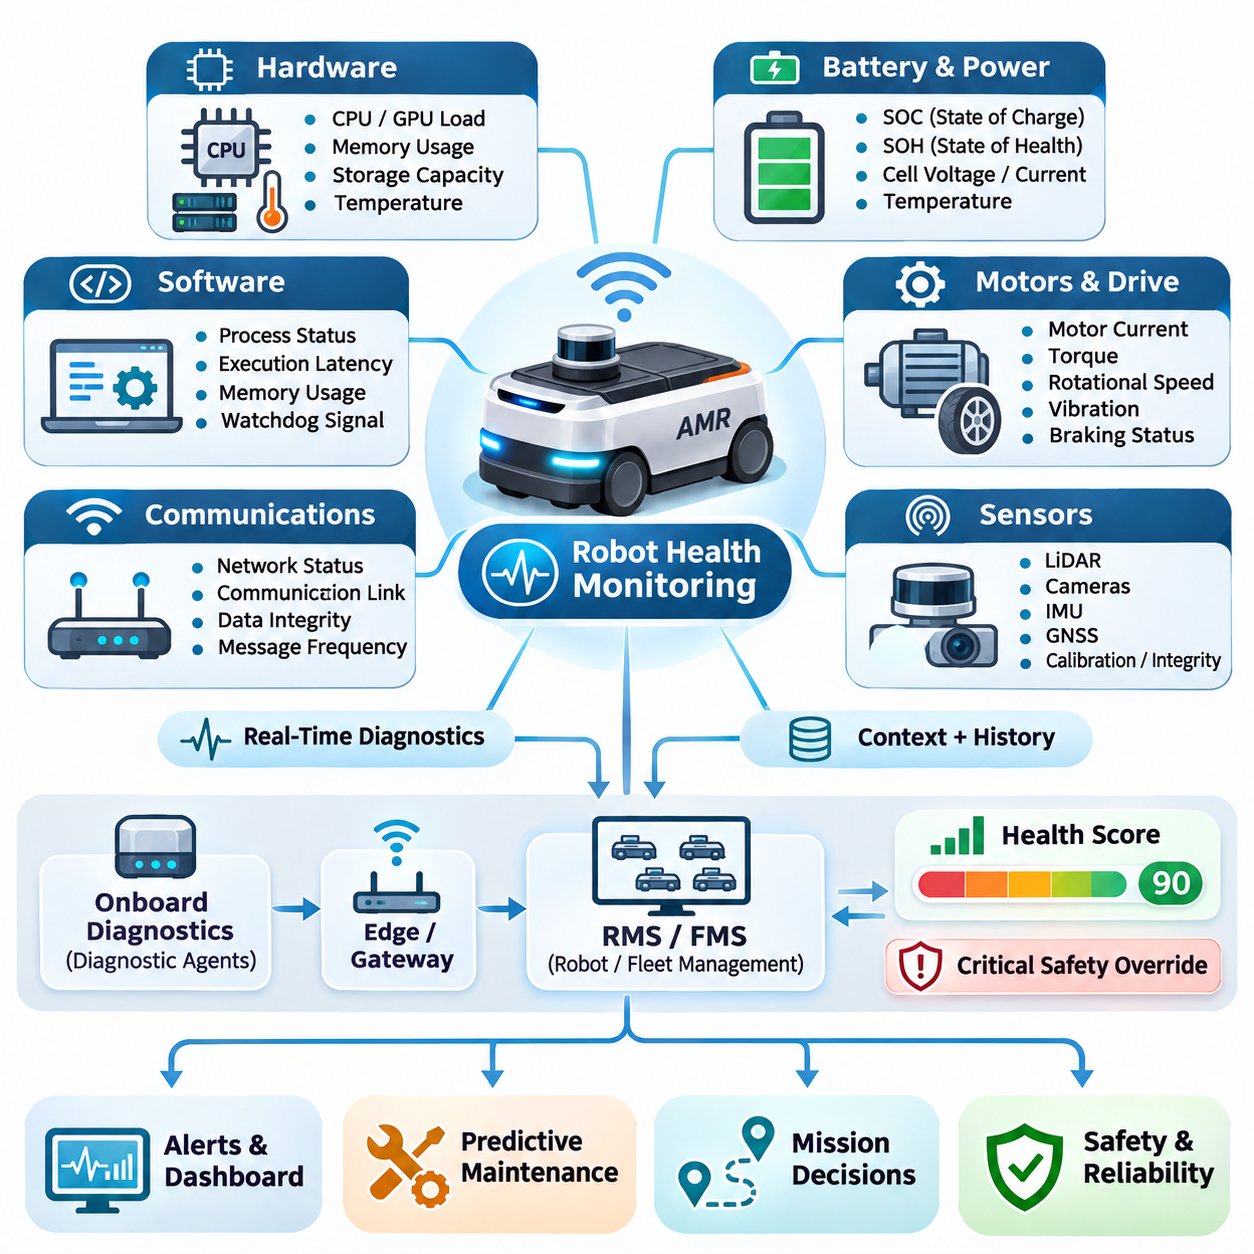 Hardware
CPU
CPU / GPU Load
Memory Usage
Storage Capacity
Temperature
Battery & Power
SOC (State of Charge)
SOH (State of Health)
Cell Voltage / Current
Temperature
Software
Process Status
Execution Latency
Memory Usage
Watchdog Signal
Motors & Drive
Motor Current
Torque
Rotational Speed
Vibration
Braking Status
AMR
Communications
Network Status
Communication Link
Data Integrity
Message Frequency
Robot Health
Monitoring
Sensors
LiDAR
Cameras
IMU
GNSS
Calibration / Integrity
Real-Time Diagnostics
Context + History
Onboard
Diagnostics
(Diagnostic Agents)
Edge /
Gateway
RMS / FMS
(Robot / Fleet Management)
Health Score
90
Critical Safety Override
Alerts &
Dashboard
Predictive
Maintenance
Mission
Decisions
Safety &
Reliability